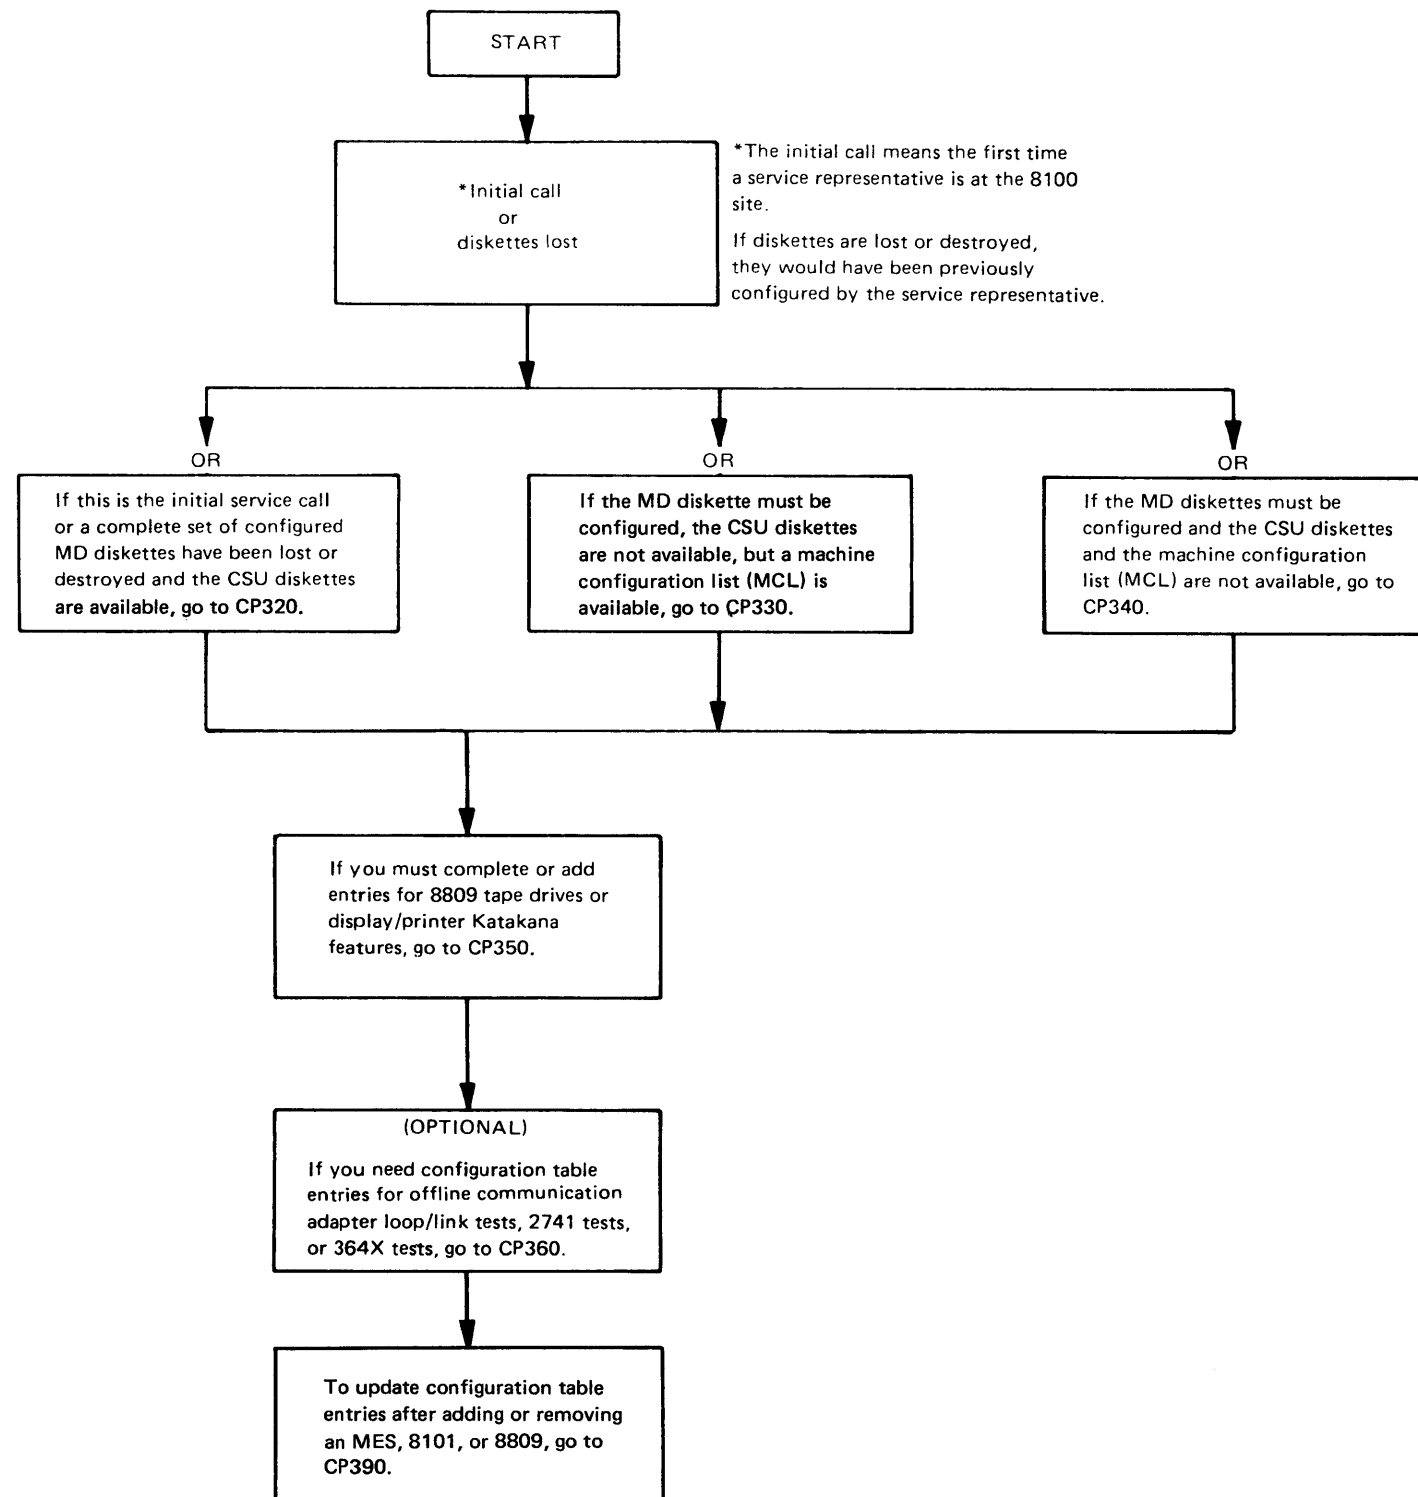 START
*Initial call
or
diskettes lost
*The initial call means the first time
a service representative is at the 8100
site.
If diskettes are lost or destroyed,
they would have been previously
configured by the service representative.
OR
If this is the initial service call
or a complete set of configured
MD diskettes have been lost or
destroyed and the CSU diskettes
are available, go to CP320.
OR
If the MD diskette must be
configured, the CSU diskettes
are not available, but a machine
configuration list (MCL) is
available, go to CP330.
OR
If the MD diskettes must be
configured and the CSU diskettes
and the machine configuration
list (MCL) are not available, go to
CP340.
If you must complete or add
entries for 8809 tape drives or
display/printer Katakana
features, go to CP350.
(OPTIONAL)
If you need configuration table
entries for offline communication
adapter loop/link tests, 2741 tests,
or 364X tests, go to CP360.
To update configuration table
entries after adding or removing
an MES, 8101, or 8809, go to
CP390.